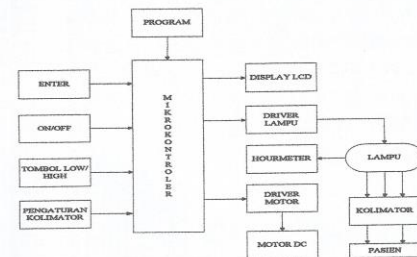 PROGRAM
ENTER
ON/OFF
TOMBOL LOW/
HIGH
PENGATURAN
KOLIMATOR
MIKROKONTROLER
DISPLAY LCD
DRIVER
LAMPU
HOURMETER
LAMPU
DRIVER
MOTOR
KOLIMATOR
MOTOR DC
PASIEN